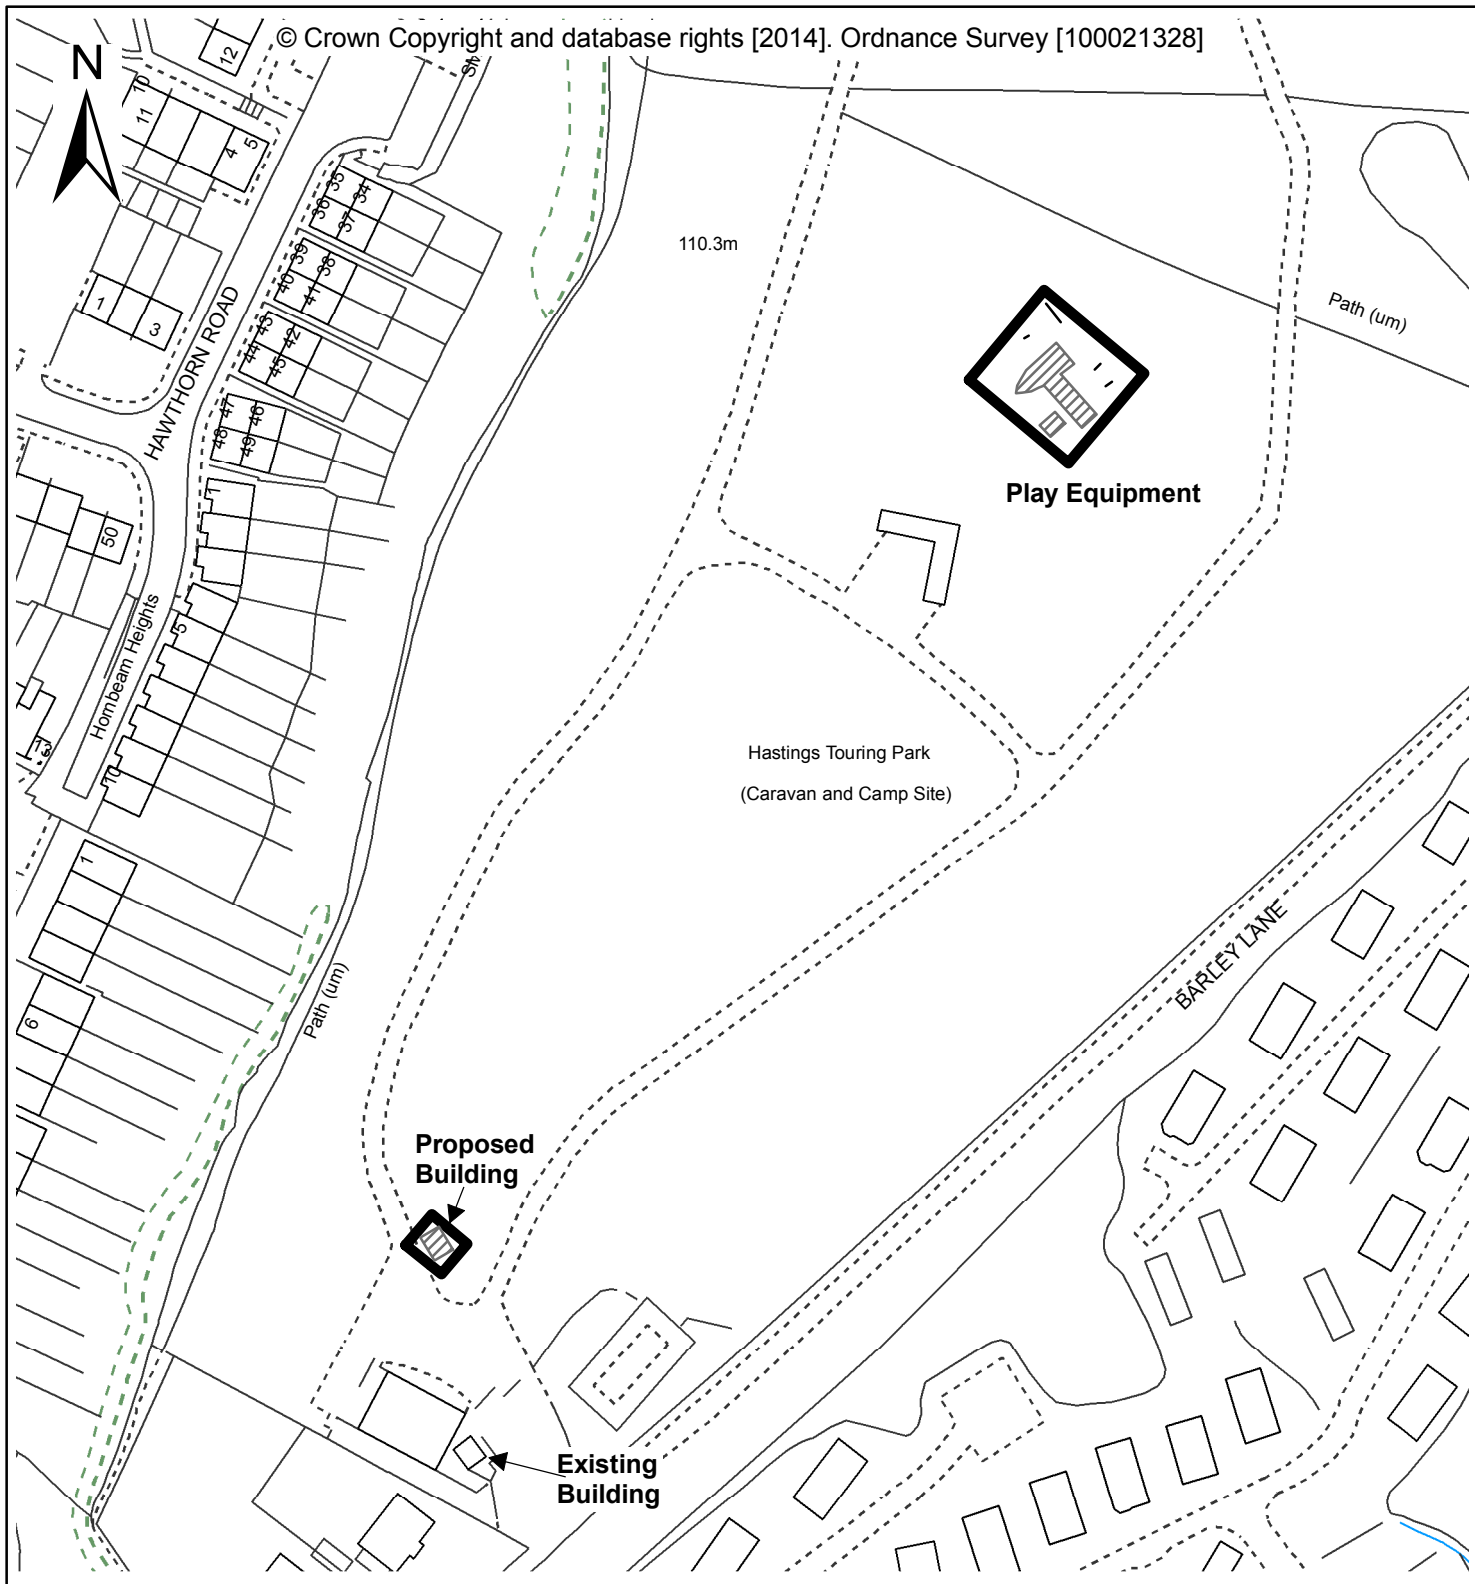 © Crown Copyright and database rights [2014]. Ordnance Survey [100021328]
N
12
10
11
4
5
35
34
36
37
39
38
40
41
43
42
44
45
47
46
48
49
1
3
HAWTHORN ROAD
110.3m
Path (um)
Play Equipment
1
50
5
Hornbeam Heights
13
10
Hastings Touring Park
(Caravan and Camp Site)
1
6
BARLEY LANE
Path (um)
Proposed
Building
Existing
Building